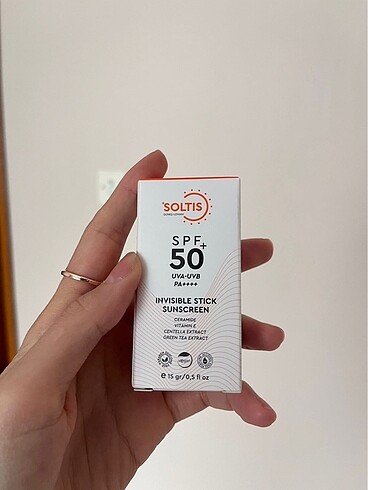 SOLTIS
SPF
50+
UVA-UVB
PA++++
INVISIBLE STICK
SUNSCREEN
CERAMIDE
VITAMIN E
CENTELLA EXTRACT
GREEN TEA EXTRACT
e 15 gr/0,5 fl oz